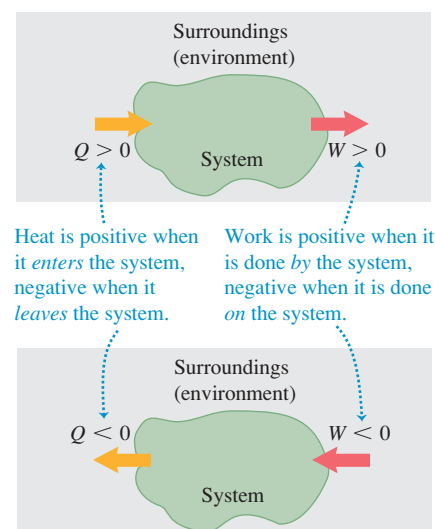 Surroundings
(environment)
Q > 0
System
W > 0
Heat is positive when
it enters the system,
negative when it
leaves the system.
Work is positive when it
is done by the system,
negative when it is done
on the system.
Surroundings
(environment)
Q < 0
W < 0
System